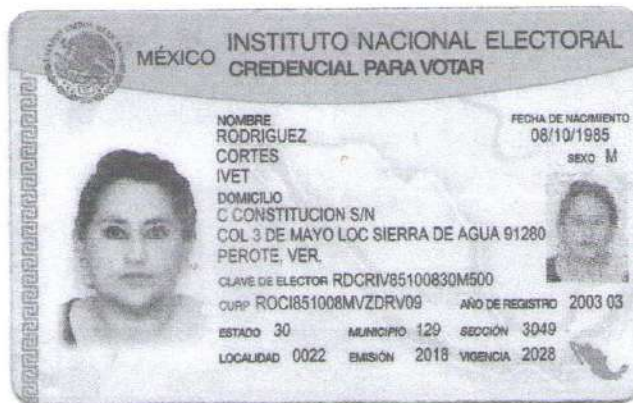 MÉXICO INSTITUTO NACIONAL ELECTORAL
CREDENCIAL PARA VOTAR
NOMBRE
RODRIGUEZ
CORTES
IVET
FECHA DE NACIMIENTO
08/10/1985
SEXO M
DOMICILIO
C CONSTITUCION S/N
COL 3 DE MAYO LOC SIERRA DE AGUA 91280
PEROTE, VER.
CLAVE DE ELECTOR RDCRIV85100830M500
CURP ROCI851008MVZDRV09 AÑO DE REGISTRO 2003 03
ESTADO 30 MUNICIPIO 129 SECCIÓN 3049
LOCALIDAD 0022 EMISIÓN 2018 VIGENCIA 2028